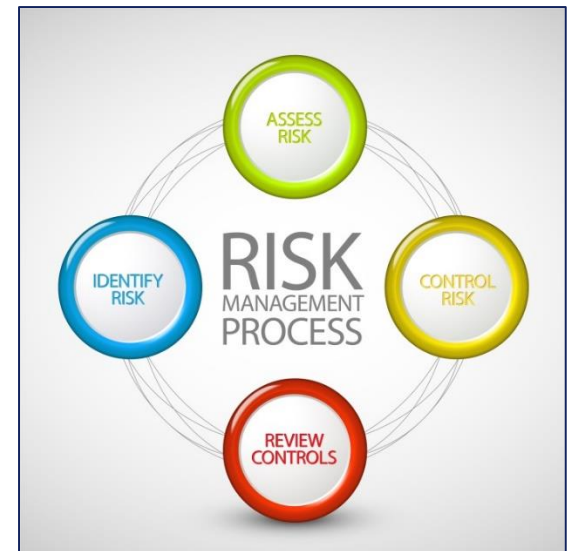 ASSESS
RISK
IDENTIFY
RISK
RISK
MANAGEMENT
PROCESS
CONTROL
RISK
REVIEW
CONTROLS